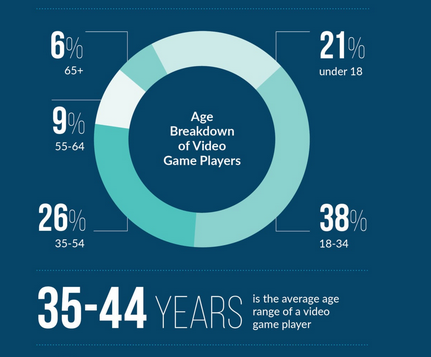 6%
65+
21%
under 18
9%
55-64
Age
Breakdown
of Video
Game Players
26%
35-54
38%
18-34
35-44 YEARS
is the average age
range of a video
game player